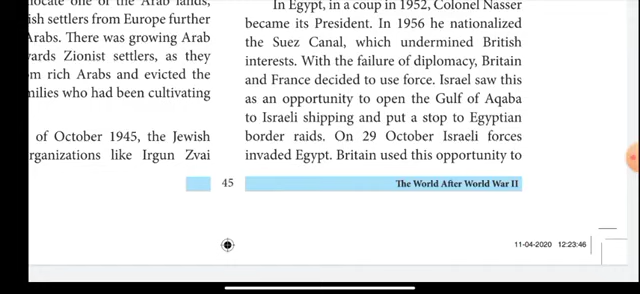 locate one of the Arab lands,
ish settlers from Europe further
Arabs. There was growing Arab
wards Zionist settlers, as they
m rich Arabs and evicted the
milies who had been cultivating
of October 1945, the Jewish
rganizations like Irgun Zvai
In Egypt, in a coup in 1952, Colonel Nasser
became its President. In 1956 he nationalized
the Suez Canal, which undermined British
interests. With the failure of diplomacy, Britain
and France decided to use force. Israel saw this
as an opportunity to open the Gulf of Aqaba
to Israeli shipping and put a stop to Egyptian
border raids. On 29 October Israeli forces
invaded Egypt. Britain used this opportunity to
45
The World After World War II
11-04-2020 12:23:46